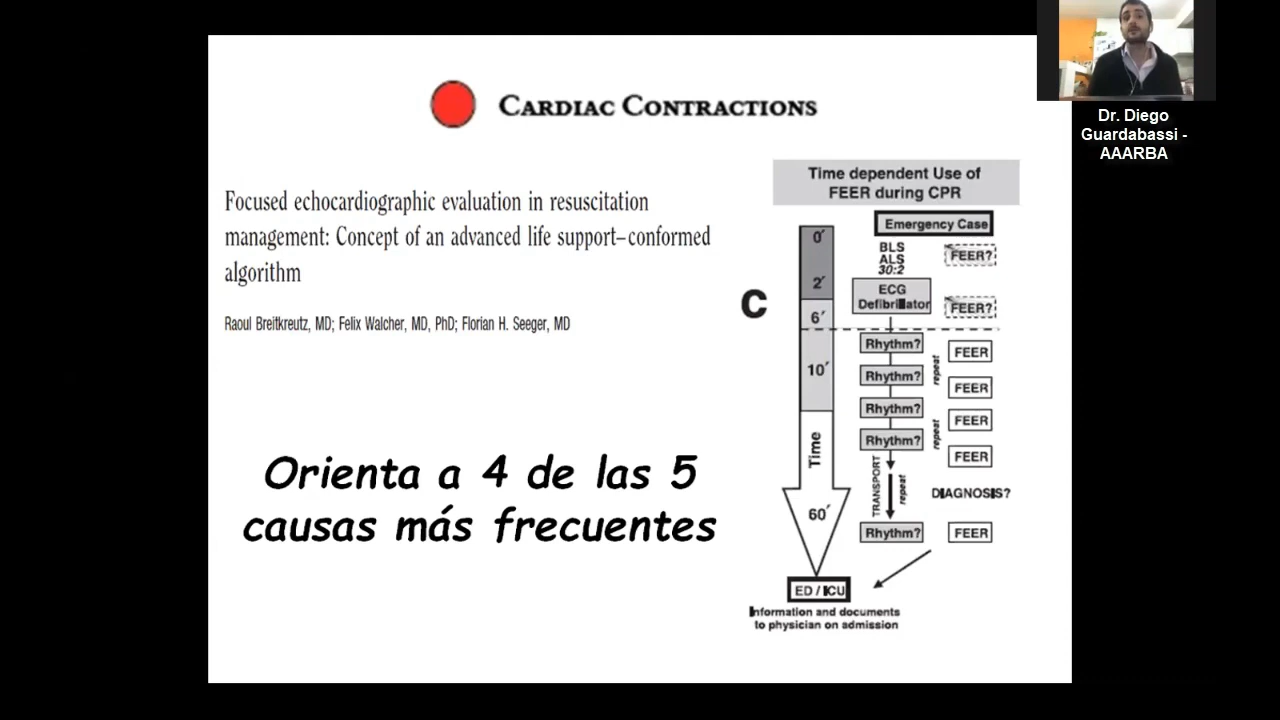 CARDIAC CONTRACTIONS
Focused echocardiographic evaluation in resuscitation
management: Concept of an advanced life support–conformed
algorithm
Raoul Breitkreutz, MD; Felix Walcher, MD, PhD; Florian H. Seeger, MD
Orienta a 4 de las 5
causas más frecuentes
Time dependent Use of
FEER during CPR
C
0´
2´
6´
10´
Time
60´
Emergency Case
BLS
ALS
30:2
FEER?
ECG
Defibrillator
FEER?
Rhythm?
FEER
repeat
Rhythm?
FEER
Rhythm?
FEER
repeat
Rhythm?
FEER
TRANSPORT
repeat
DIAGNOSIS?
Rhythm?
FEER
ED / ICU
Information and documents
to physician on admission
Dr. Diego
Guardabassi -
AAARBA